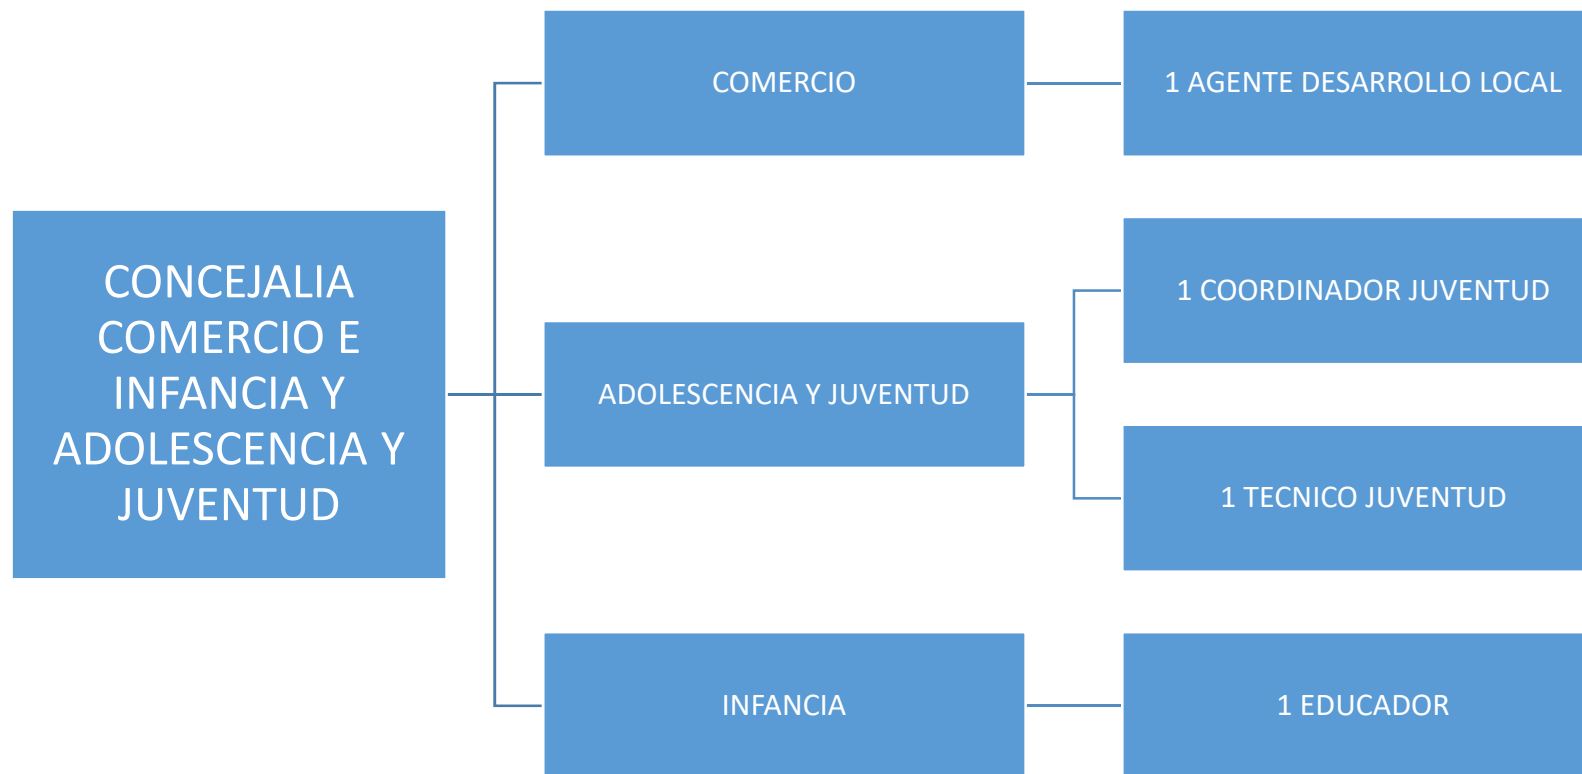 COMERCIO
1 AGENTE DESARROLLO LOCAL
CONCEJALIA
COMERCIO E
INFANCIA Y
ADOLESCENCIA Y
JUVENTUD
ADOLESCENCIA Y JUVENTUD
1 COORDINADOR JUVENTUD
1 TECNICO JUVENTUD
INFANCIA
1 EDUCADOR